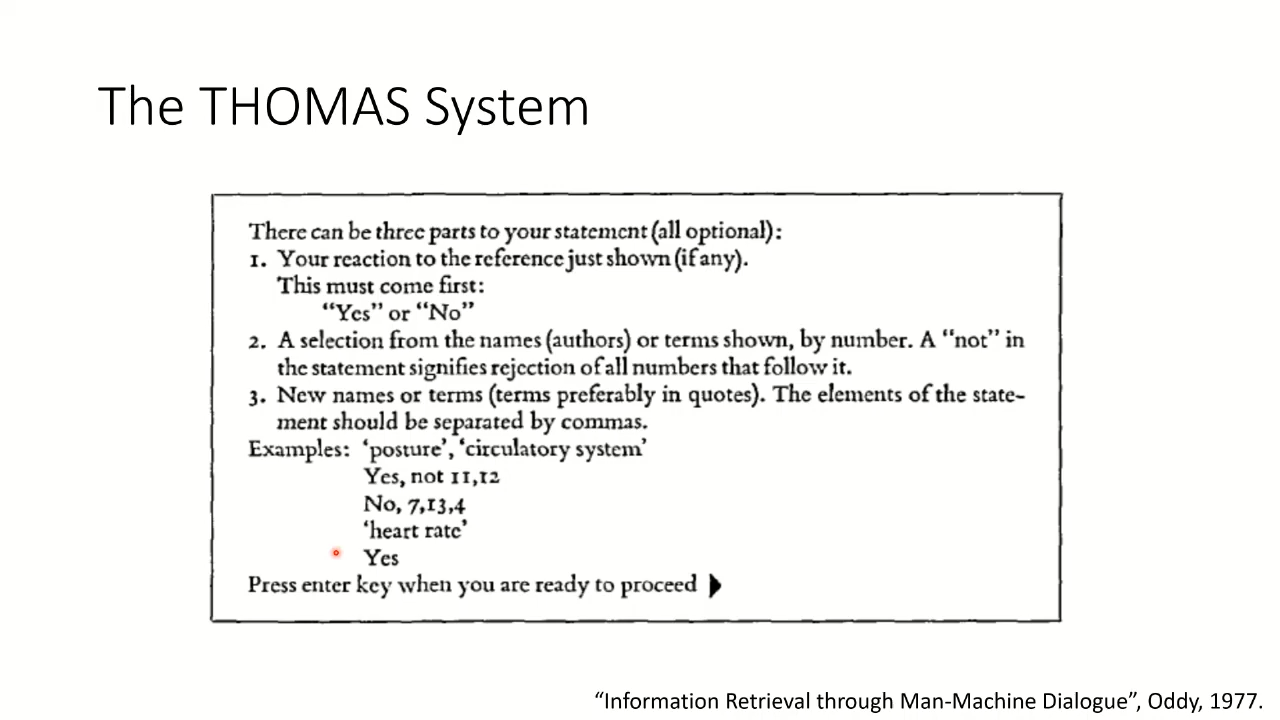 The THOMAS System
There can be three parts to your statement (all optional):
1. Your reaction to the reference just shown (if any).
This must come first:
“Yes” or “No”
2. A selection from the names (authors) or terms shown, by number. A “not” in
the statement signifies rejection of all numbers that follow it.
3. New names or terms (terms preferably in quotes). The elements of the state-
ment should be separated by commas.
Examples: ‘posture’, ‘circulatory system’
Yes, not 11,12
No, 7,13,4
‘heart rate’
Yes
Press enter key when you are ready to proceed
“Information Retrieval through Man-Machine Dialogue”, Oddy, 1977.